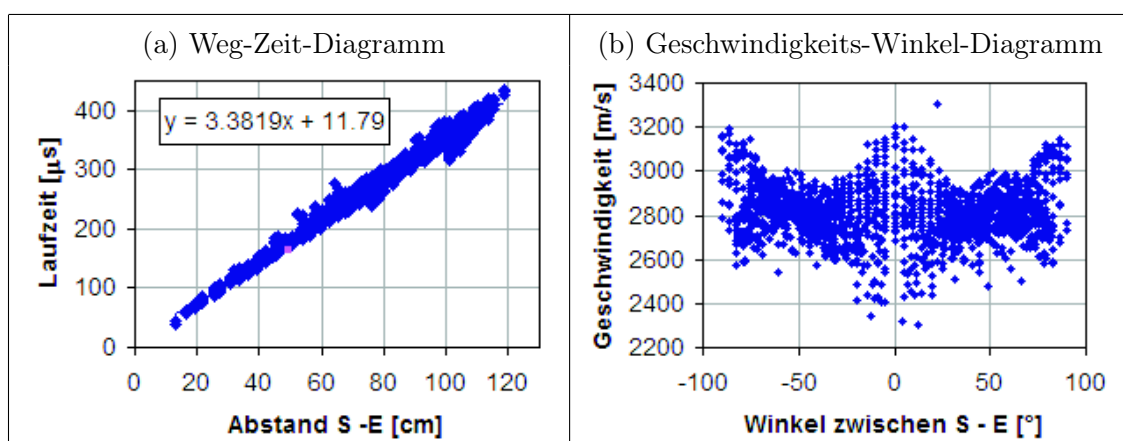 (a) Weg-Zeit-Diagramm
y = 3.3819x + 11.79
Laufzeit [µs]
400
300
200
100
0
0 20 40 60 80 100 120
Abstand S -E [cm]
(b) Geschwindigkeits-Winkel-Diagramm
Geschwindigkeit [m/s]
3400
3200
3000
2800
2600
2400
2200
-100 -50 0 50 100
Winkel zwischen S - E [°]